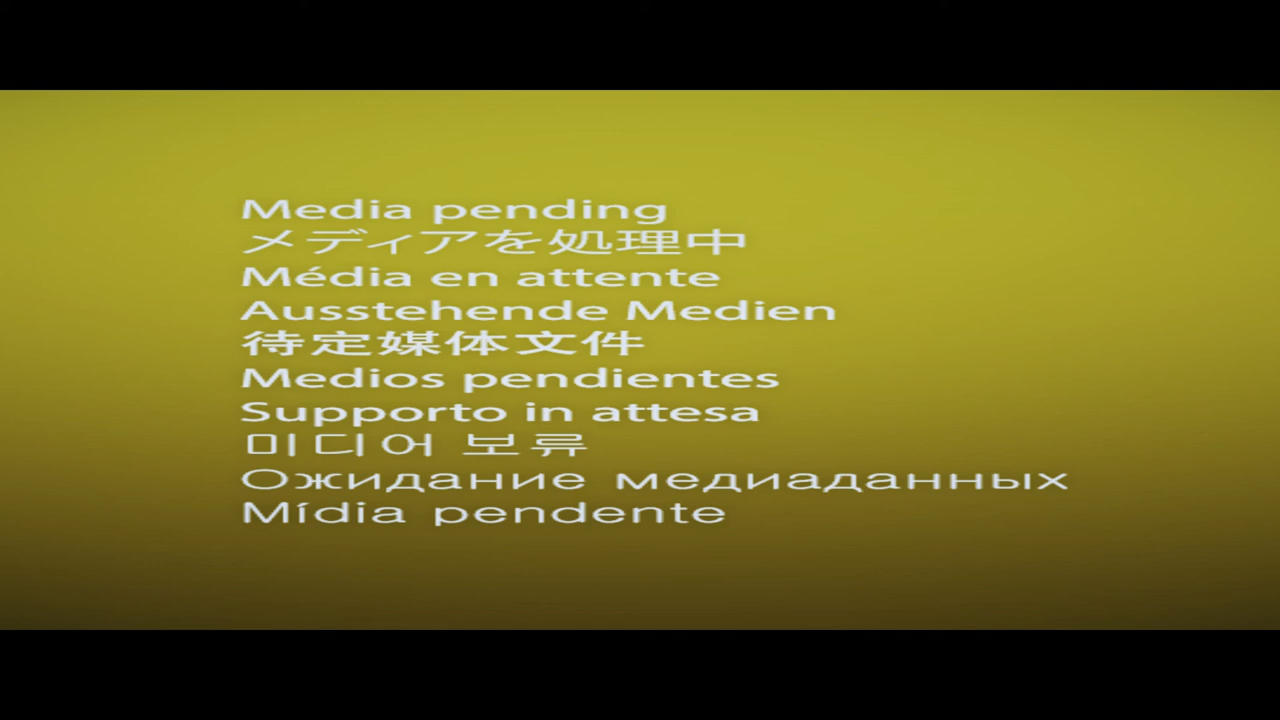 Media pending
メディアを処理中
Média en attente
Ausstehende Medien
待定媒体文件
Medios pendientes
Supporto in attesa
미디어 보류
Ожидание медиаданных
Mídia pendente